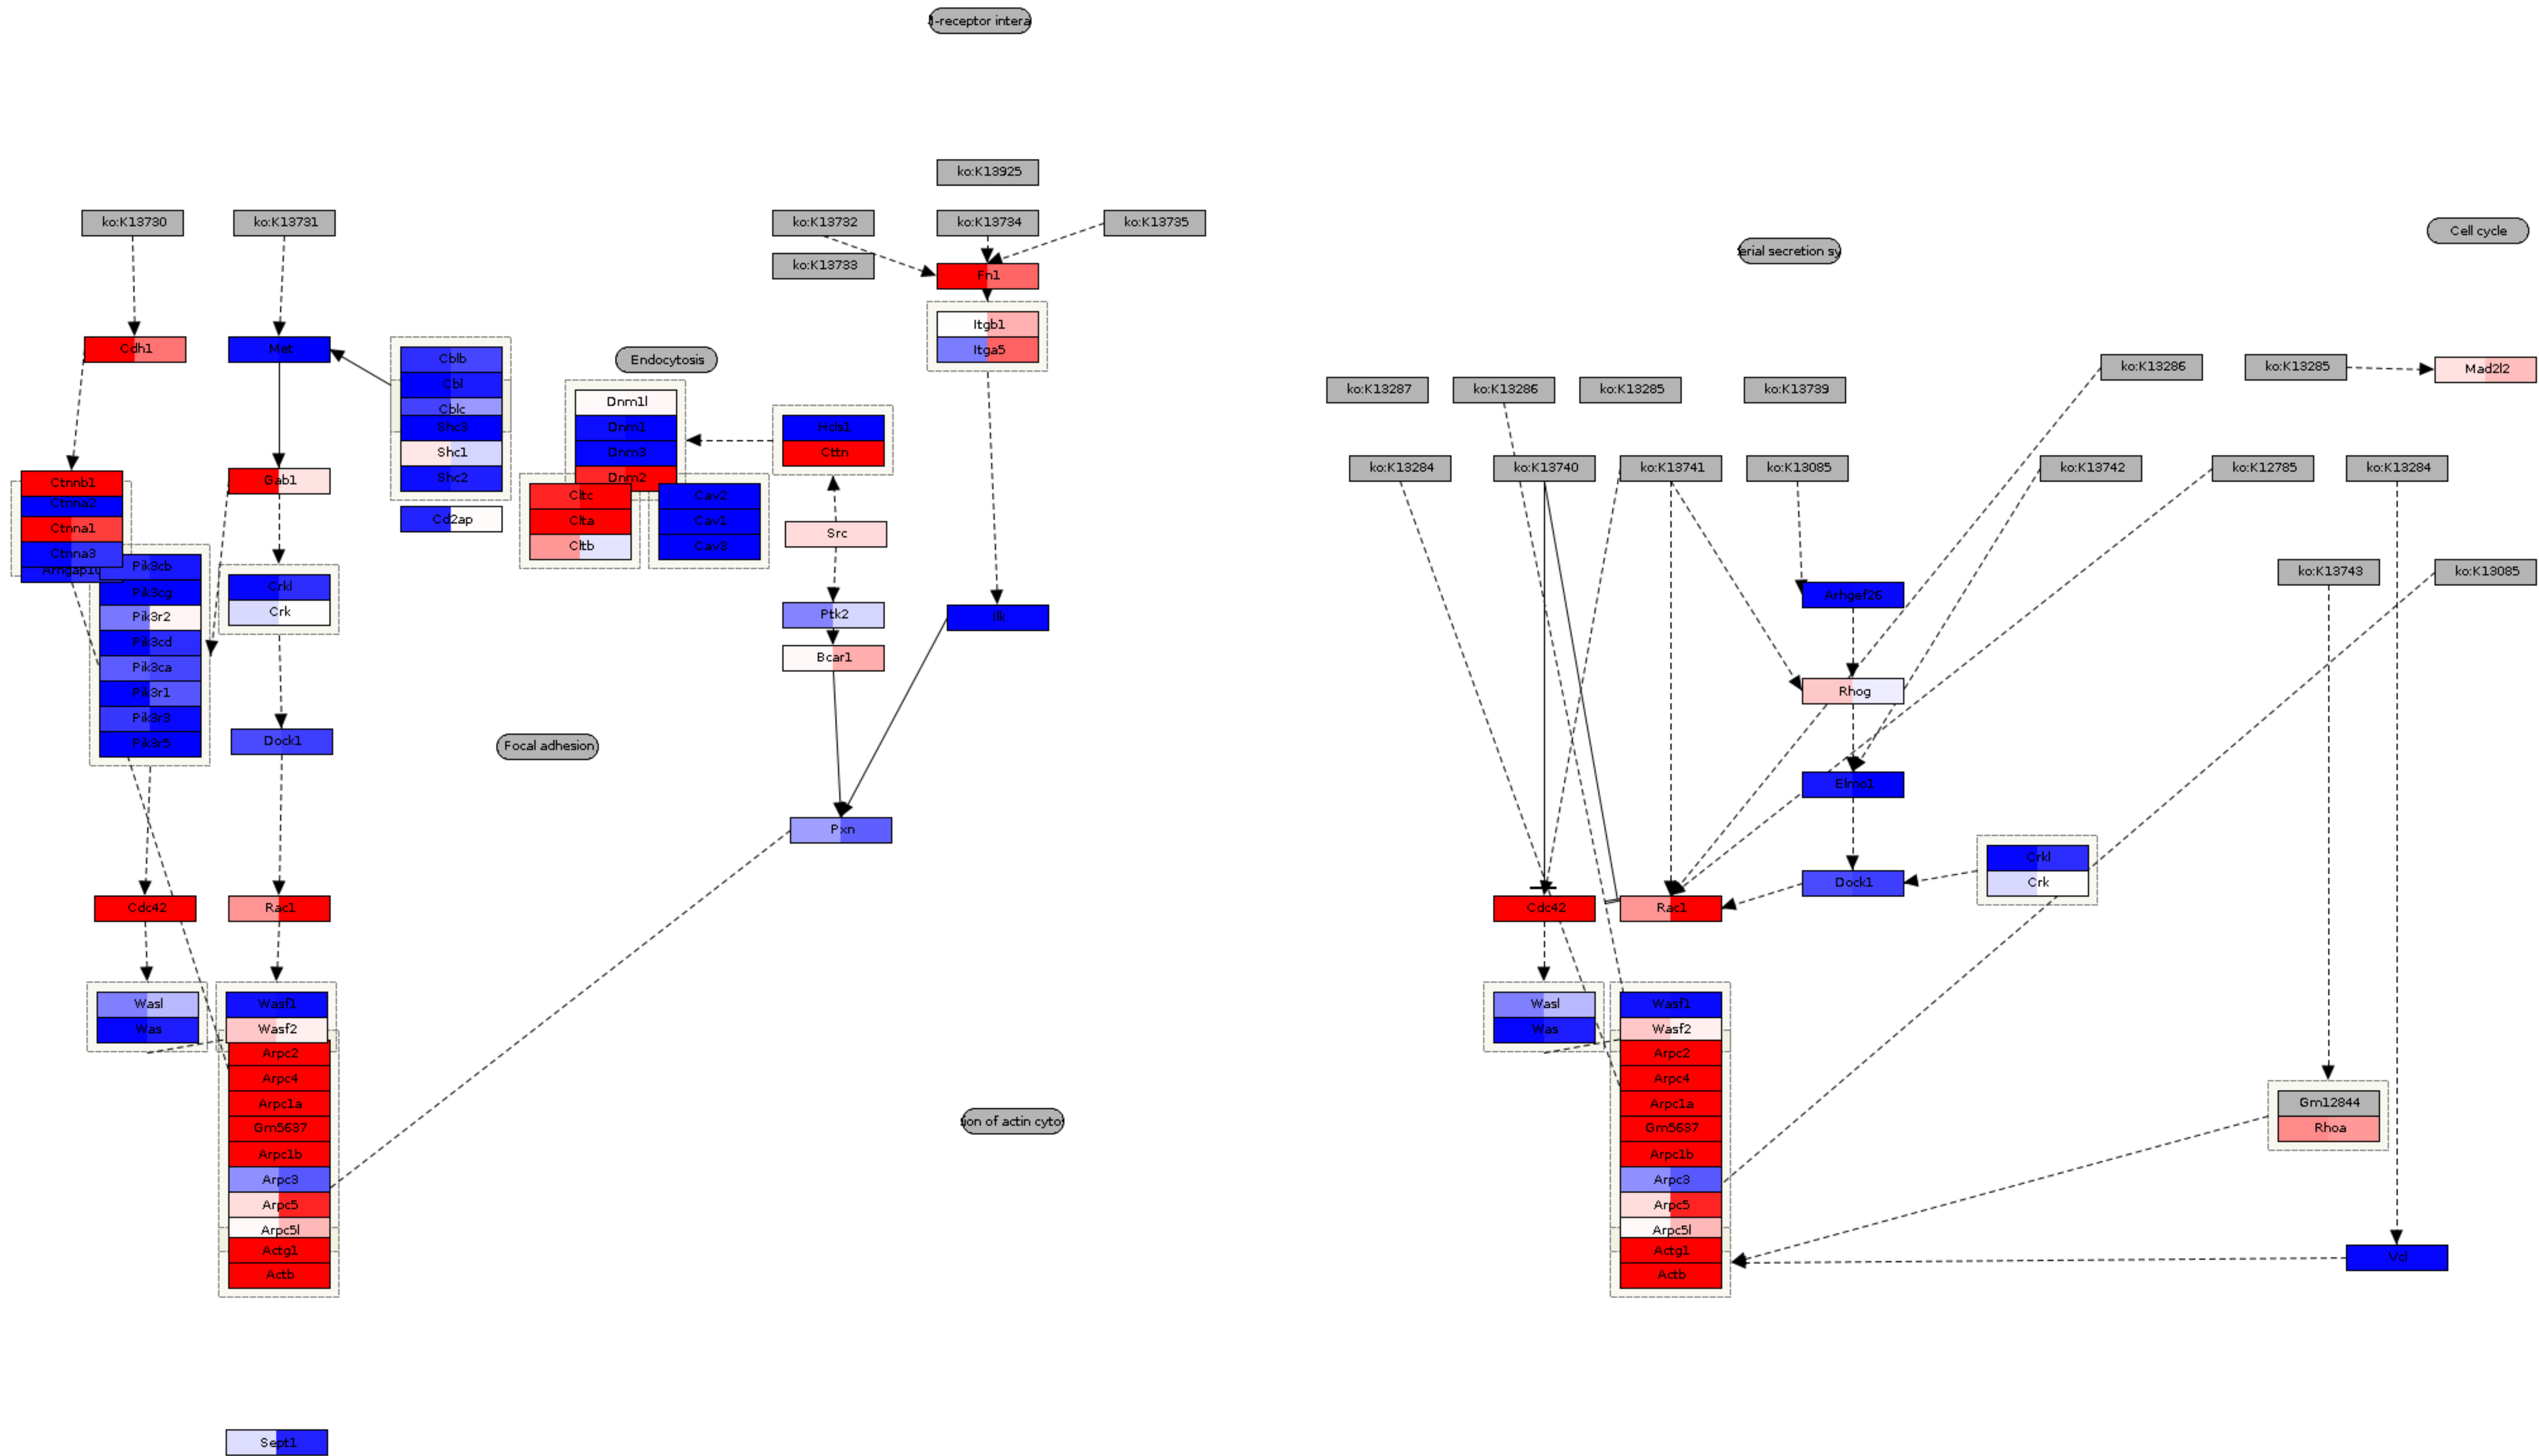 l-receptor intera
ko:K13925
ko:K13730
ko:K13731
ko:K13732
ko:K13734
ko:K13735
Cell cycle
erial secretion sy
ko:K13733
Fn1
Itgb1
Itga5
Cdh1
Met
Cblb
Cbl
Cblc
Shc3
Shc1
Shc2
Cd2ap
Endocytosis
Dnm1l
Dnm1
Dnm3
Dnm2
Cltc
Clta
Cltb
Cav2
Cav1
Cav3
Hcls1
Cttn
Src
Ptk2
Bcar1
Ilk
Ctnnb1
Ctnna2
Ctnna1
Ctnna3
Arhgap10
Gab1
Pik3cb
Pik3cg
Pik3r2
Pik3cd
Pik3ca
Pik3r1
Pik3r3
Pik3r5
Crkl
Crk
Dock1
Focal adhesion
Pxn
Cdc42
Rac1
Wasl
Was
Wasf1
Wasf2
Arpc2
Arpc4
Arpc1a
Gm5637
Arpc1b
Arpc3
Arpc5
Arpc5l
Actg1
Actb
ion of actin cyto
Sept1
ko:K13287
ko:K13286
ko:K13285
ko:K13739
ko:K13286
ko:K13285
Mad2l2
ko:K13284
ko:K13740
ko:K13741
ko:K13085
ko:K13742
ko:K12785
ko:K13284
Arhgef26
ko:K13743
ko:K13085
Rhog
Elmo1
Crkl
Crk
Dock1
Cdc42
Rac1
Wasl
Was
Wasf1
Wasf2
Arpc2
Arpc4
Arpc1a
Gm5637
Arpc1b
Arpc3
Arpc5
Arpc5l
Actg1
Actb
Gm12844
Rhoa
Vcl